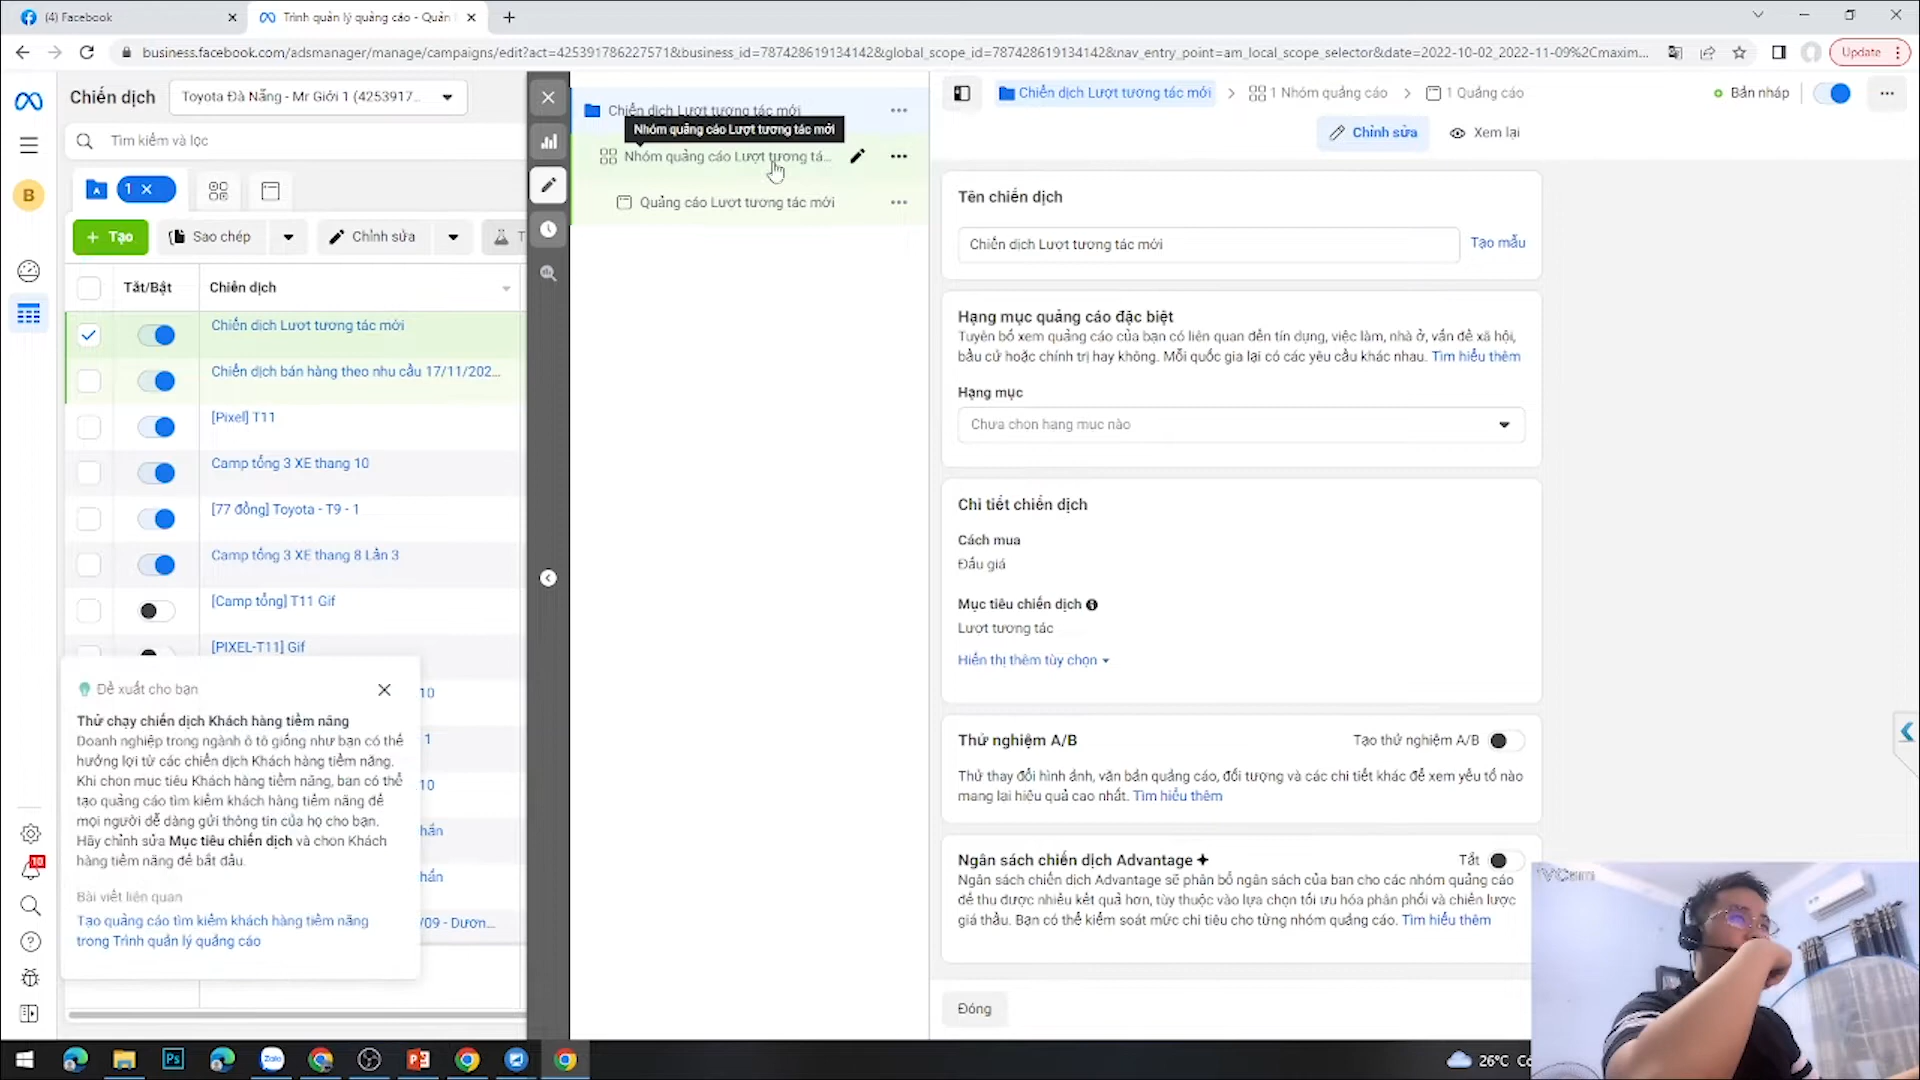 (4) Facebook
Trình quản lý quảng cáo - Quản l
business.facebook.com/adsmanager/manage/campaigns/edit?act=425391786227571&business_id=787428619134142&global_scope_id=787428619134142&nav_entry_point=am_local_scope_selector&date=2022-10-02_2022-11-09%2Cmaxim...
Update
Chiến dịch
Toyota Đà Nẵng - Mr Giới 1 (4253917...
Tìm kiếm và lọc
B
1
Tạo
Sao chép
Chỉnh sửa
T
Tắt/Bật
Chiến dịch
Chiến dịch Lượt tương tác mới
Chiến dịch bán hàng theo nhu cầu 17/11/202...
[Pixel] T11
Camp tổng 3 XE thang 10
[77 đồng] Toyota - T9 - 1
Camp tổng 3 XE thang 8 Lần 3
[Camp tổng] T11 Gif
[PIXEL-T11] Gif
10
1
10
hấn
hấn
/09 - Dươn...
Đề xuất cho bạn
Thử chạy chiến dịch Khách hàng tiềm năng
Doanh nghiệp trong ngành ô tô giống như bạn có thể
hưởng lợi từ các chiến dịch Khách hàng tiềm năng.
Khi chọn mục tiêu Khách hàng tiềm năng, bạn có thể
tạo quảng cáo tìm kiếm khách hàng tiềm năng để
mọi người dễ dàng gửi thông tin của họ cho bạn.
Hãy chỉnh sửa Mục tiêu chiến dịch và chọn Khách
hàng tiềm năng để bắt đầu.
Bài viết liên quan
Tạo quảng cáo tìm kiếm khách hàng tiềm năng
trong Trình quản lý quảng cáo
10
Chiến dịch Lượt tương tác mới
Nhóm quảng cáo Lượt tương tác mới
Nhóm quảng cáo Lượt tương tá...
Quảng cáo Lượt tương tác mới
Chiến dịch Lượt tương tác mới
1 Nhóm quảng cáo
1 Quảng cáo
Bản nháp
Chỉnh sửa
Xem lại
Tên chiến dịch
Chiến dịch Lượt tương tác mới
Tạo mẫu
Hạng mục quảng cáo đặc biệt
Tuyên bố xem quảng cáo của bạn có liên quan đến tín dụng, việc làm, nhà ở, vấn đề xã hội,
bầu cử hoặc chính trị hay không. Mỗi quốc gia lại có các yêu cầu khác nhau. Tìm hiểu thêm
Hạng mục
Chưa chọn hạng mục nào
Chi tiết chiến dịch
Cách mua
Đấu giá
Mục tiêu chiến dịch
Lượt tương tác
Hiển thị thêm tùy chọn
Thử nghiệm A/B
Tạo thử nghiệm A/B
Thử thay đổi hình ảnh, văn bản quảng cáo, đối tượng và các chi tiết khác để xem yếu tố nào
mang lại hiệu quả cao nhất. Tìm hiểu thêm
Ngân sách chiến dịch Advantage
Tắt
Ngân sách chiến dịch Advantage sẽ phân bổ ngân sách của bạn cho các nhóm quảng cáo
để thu được nhiều kết quả hơn, tùy thuộc vào lựa chọn tối ưu hóa phân phối và chiến lược
giá thầu. Bạn có thể kiểm soát mức chi tiêu cho từng nhóm quảng cáo. Tìm hiểu thêm
Đóng
Ps
Zalo
26°C